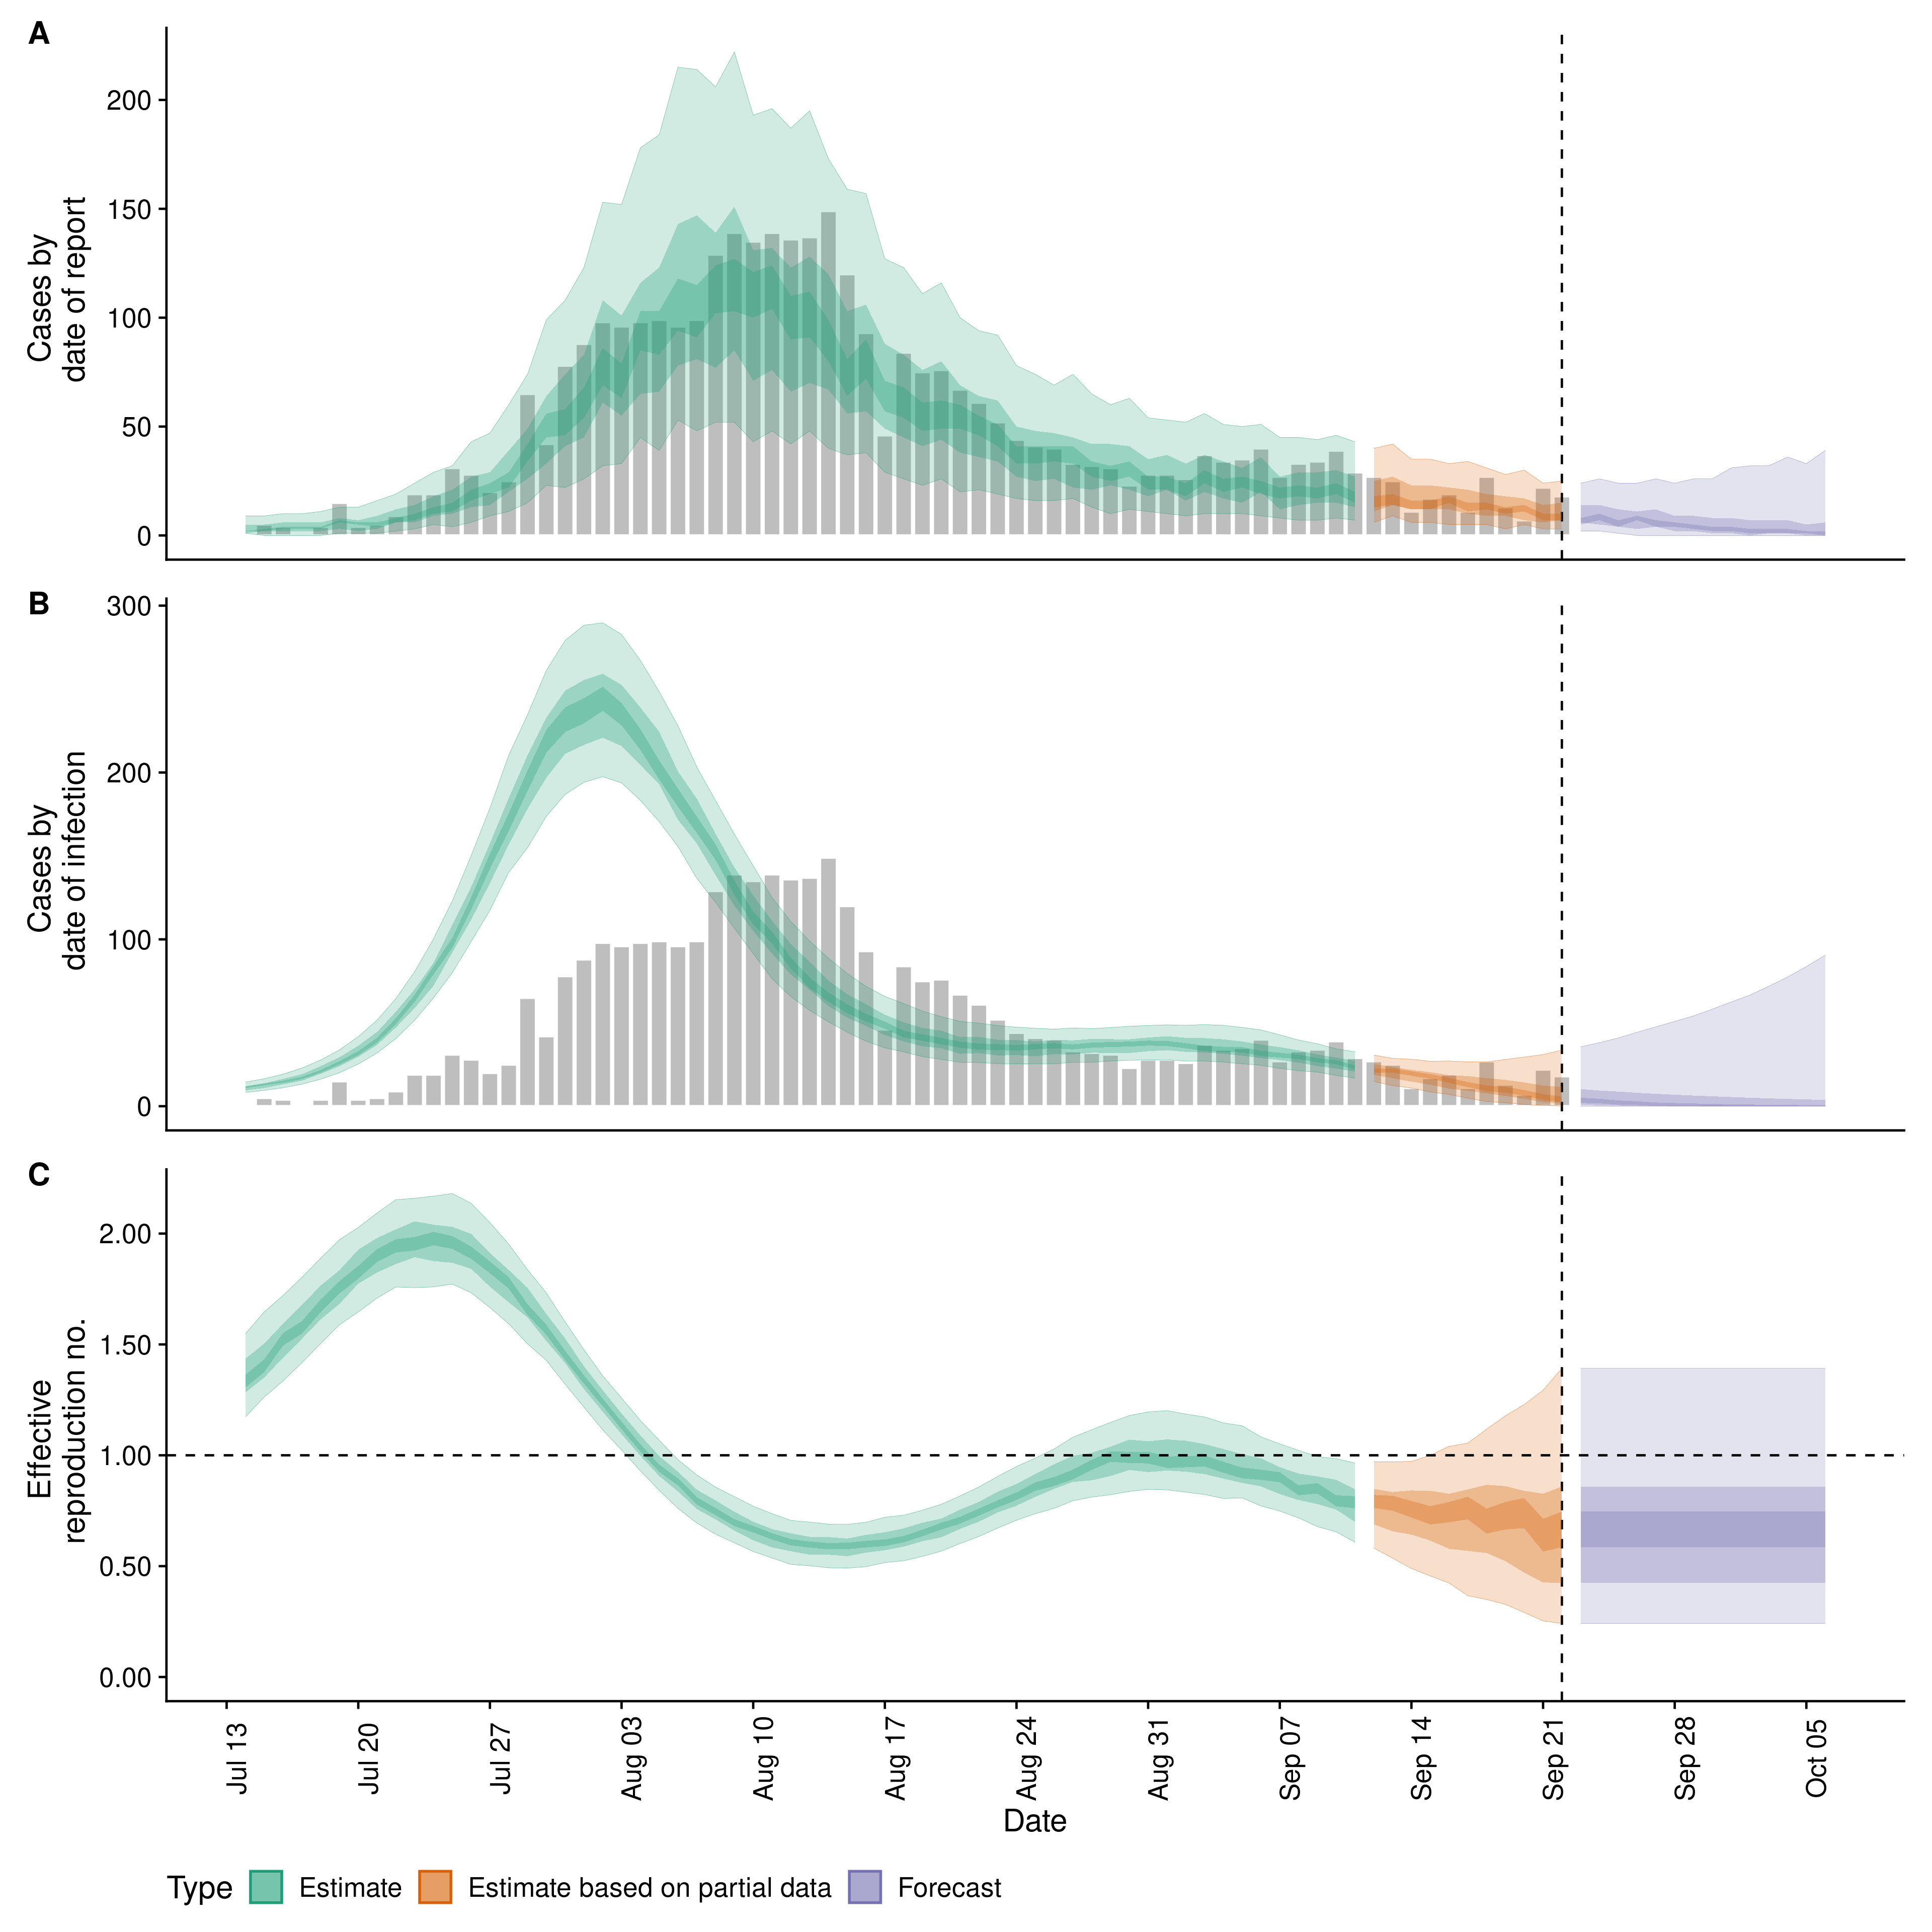 A
Cases by
date of report
200
150
100
50
0
B
Cases by
date of infection
300
200
100
0
C
Effective
reproduction no.
2.00
1.50
1.00
0.50
0.00
Jul 13
Jul 20
Jul 27
Aug 03
Aug 10
Aug 17
Aug 24
Aug 31
Sep 07
Sep 14
Sep 21
Sep 28
Oct 05
Date
Type Estimate Estimate based on partial data Forecast